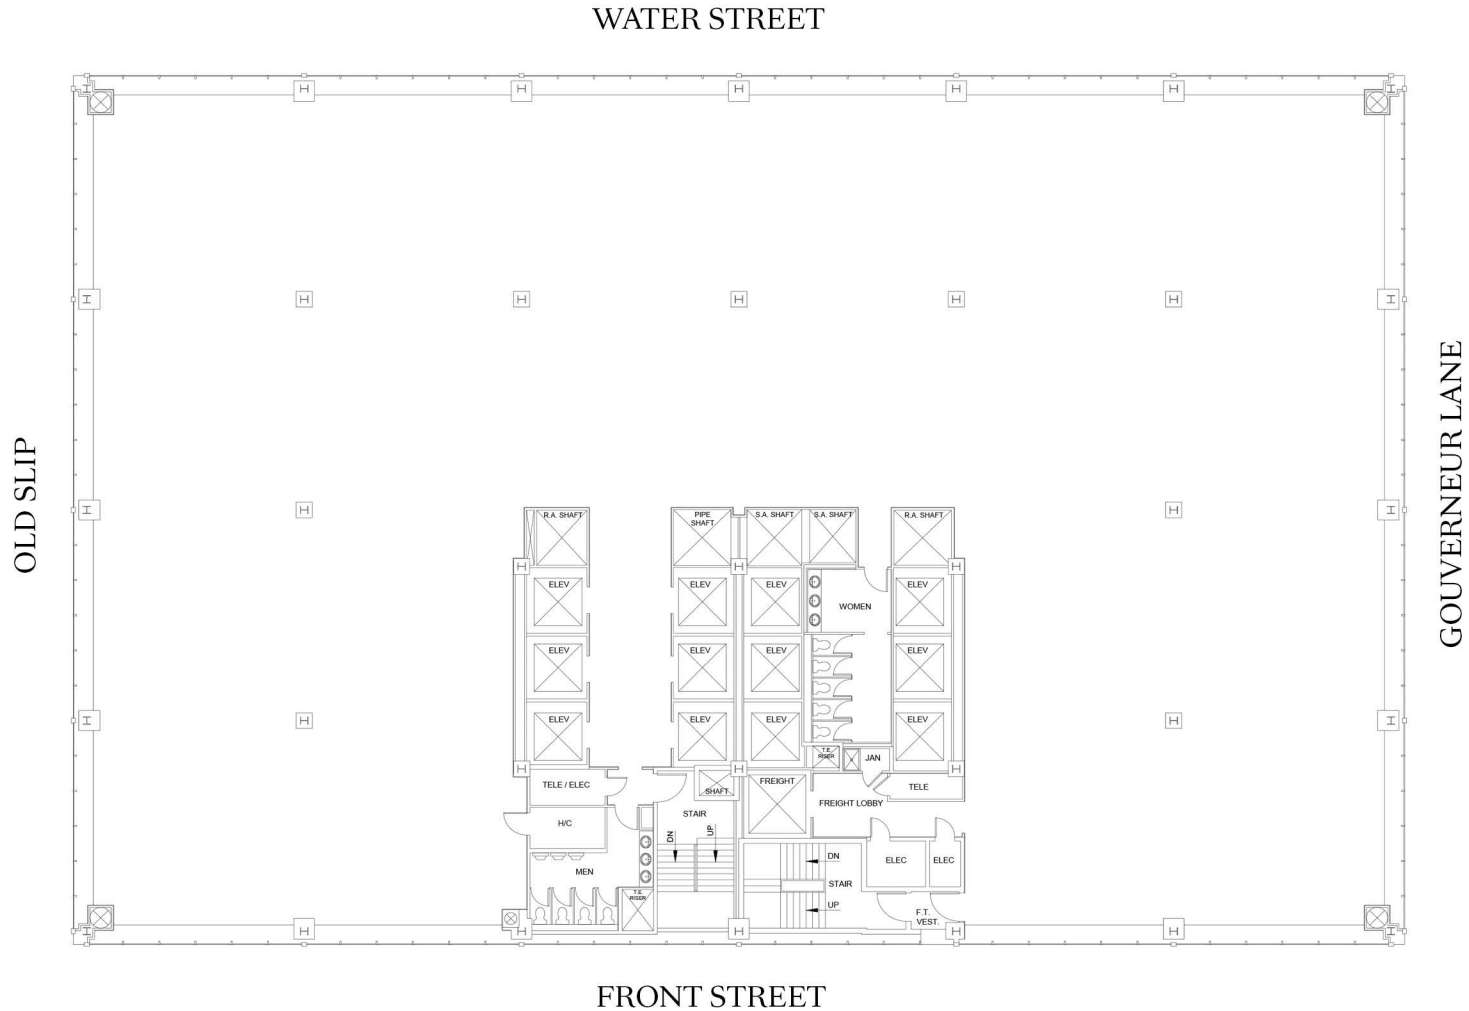 WATER STREET
OLD SLIP
GOUVERNEUR LANE
R.A. SHAFT
PIPE
SHAFT
S.A. SHAFT
S.A. SHAFT
R.A. SHAFT
ELEV
ELEV
ELEV
ELEV
WOMEN
ELEV
ELEV
ELEV
ELEV
ELEV
ELEV
ELEV
ELEV
T.E.
RISER
JAN
TELE / ELEC
SHAFT
FREIGHT
TELE
FREIGHT LOBBY
H/C
STAIR
DN
UP
MEN
DN
ELEC
ELEC
STAIR
T.E.
RISER
UP
F.T.
VEST.
FRONT STREET